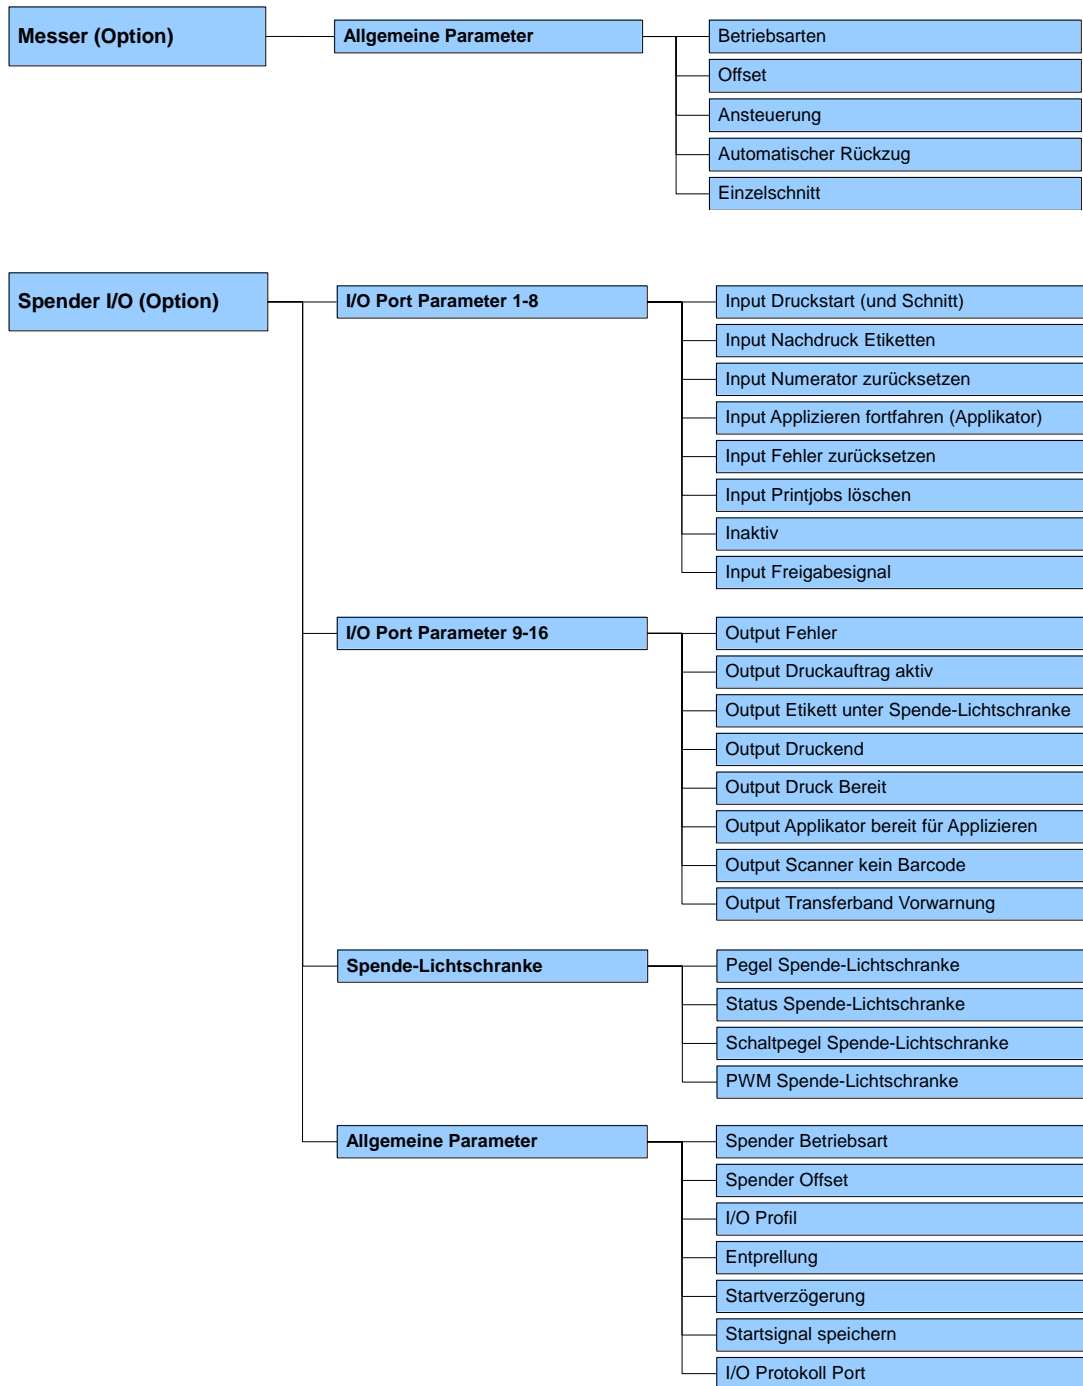 Messer (Option)
Allgemeine Parameter
Betriebsarten
Offset
Ansteuerung
Automatischer Rückzug
Einzelschnitt
Spender I/O (Option)
I/O Port Parameter 1-8
Input Druckstart (und Schnitt)
Input Nachdruck Etiketten
Input Numerator zurücksetzen
Input Applizieren fortfahren (Applikator)
Input Fehler zurücksetzen
Input Printjobs löschen
Inaktiv
Input Freigabesignal
I/O Port Parameter 9-16
Output Fehler
Output Druckauftrag aktiv
Output Etikett unter Spende-Lichtschranke
Output Druckend
Output Druck Bereit
Output Applikator bereit für Applizieren
Output Scanner kein Barcode
Output Transferband Vorwarnung
Spende-Lichtschranke
Pegel Spende-Lichtschranke
Status Spende-Lichtschranke
Schaltpegel Spende-Lichtschranke
PWM Spende-Lichtschranke
Allgemeine Parameter
Spender Betriebsart
Spender Offset
I/O Profil
Entprellung
Startverzögerung
Startsignal speichern
I/O Protokoll Port